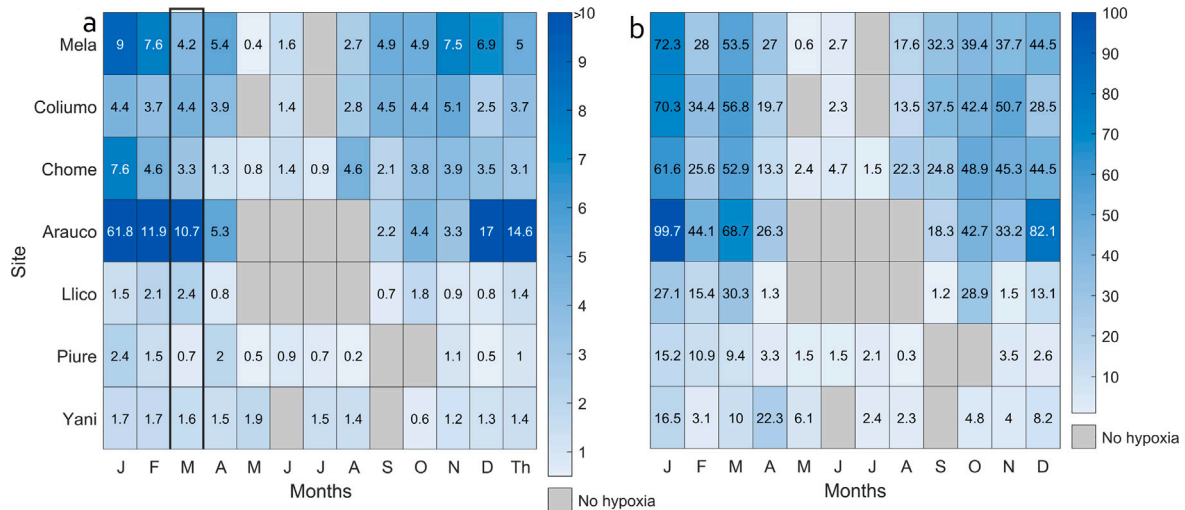 a
Mela 9 7.6 4.2 5.4 0.4 1.6 2.7 4.9 4.9 7.5 6.9 5
Coliumo 4.4 3.7 4.4 3.9 1.4 2.8 4.5 4.4 5.1 2.5 3.7
Chome 7.6 4.6 3.3 1.3 0.8 1.4 0.9 4.6 2.1 3.8 3.9 3.5 3.1
Arauco 61.8 11.9 10.7 5.3 2.2 4.4 3.3 17 14.6
Llico 1.5 2.1 2.4 0.8 0.7 1.8 0.9 0.8 1.4
Piure 2.4 1.5 0.7 2 0.5 0.9 0.7 0.2 1.1 0.5 1
Yani 1.7 1.7 1.6 1.5 1.9 1.5 1.4 0.6 1.2 1.3 1.4
J F M A M J J A S O N D Th
Months
Site
>10
9
8
7
6
5
4
3
2
1
No hypoxia
b
72.3 28 53.5 27 0.6 2.7 17.6 32.3 39.4 37.7 44.5
70.3 34.4 56.8 19.7 2.3 13.5 37.5 42.4 50.7 28.5
61.6 25.6 52.9 13.3 2.4 4.7 1.5 22.3 24.8 48.9 45.3 44.5
99.7 44.1 68.7 26.3 18.3 42.7 33.2 82.1
27.1 15.4 30.3 1.3 1.2 28.9 1.5 13.1
15.2 10.9 9.4 3.3 1.5 1.5 2.1 0.3 3.5 2.6
16.5 3.1 10 22.3 6.1 2.4 2.3 4.8 4 8.2
J F M A M J J A S O N D
Months
100
90
80
70
60
50
40
30
20
10
No hypoxia